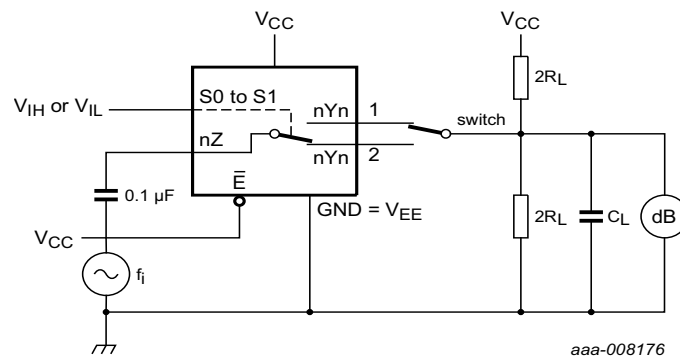 VCC
VCC
S0 to S1
nYn
1
2RL
VIH or VIL
switch
nZ
nYn
2
E̅
0.1 µF
GND = VEE
2RL
CL
dB
VCC
fi
aaa-008176